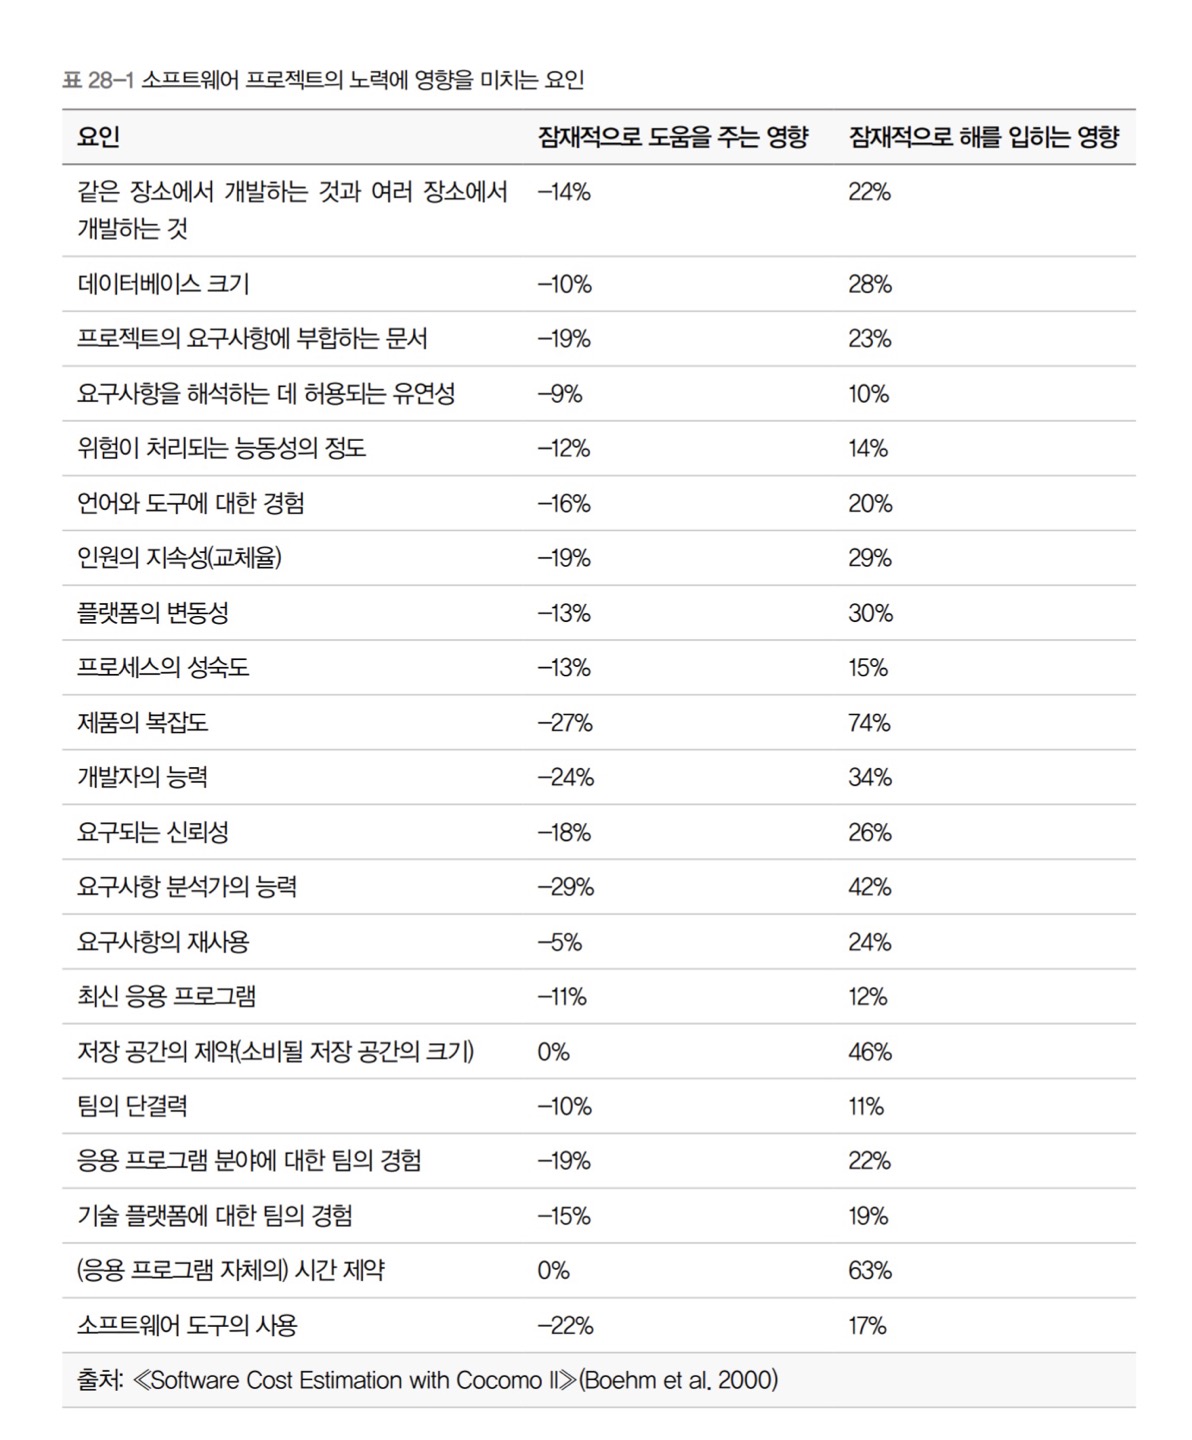 표 28-1 소프트웨어 프로젝트의 노력에 영향을 미치는 요인
요인 잠재적으로 도움을 주는 영향 잠재적으로 해를 입히는 영향
같은 장소에서 개발하는 것과 여러 장소에서 –14% 22%
개발하는 것
데이터베이스 크기 –10% 28%
프로젝트의 요구사항에 부합하는 문서 –19% 23%
요구사항을 해석하는 데 허용되는 유연성 –9% 10%
위험이 처리되는 능동성의 정도 –12% 14%
언어와 도구에 대한 경험 –16% 20%
인원의 지속성(교체율) –19% 29%
플랫폼의 변동성 –13% 30%
프로세스의 성숙도 –13% 15%
제품의 복잡도 –27% 74%
개발자의 능력 –24% 34%
요구되는 신뢰성 –18% 26%
요구사항 분석가의 능력 –29% 42%
요구사항의 재사용 –5% 24%
최신 응용 프로그램 –11% 12%
저장 공간의 제약(소비될 저장 공간의 크기) 0% 46%
팀의 단결력 –10% 11%
응용 프로그램 분야에 대한 팀의 경험 –19% 22%
기술 플랫폼에 대한 팀의 경험 –15% 19%
(응용 프로그램 자체의) 시간 제약 0% 63%
소프트웨어 도구의 사용 –22% 17%
출처: ≪Software Cost Estimation with Cocomo II≫(Boehm et al. 2000)